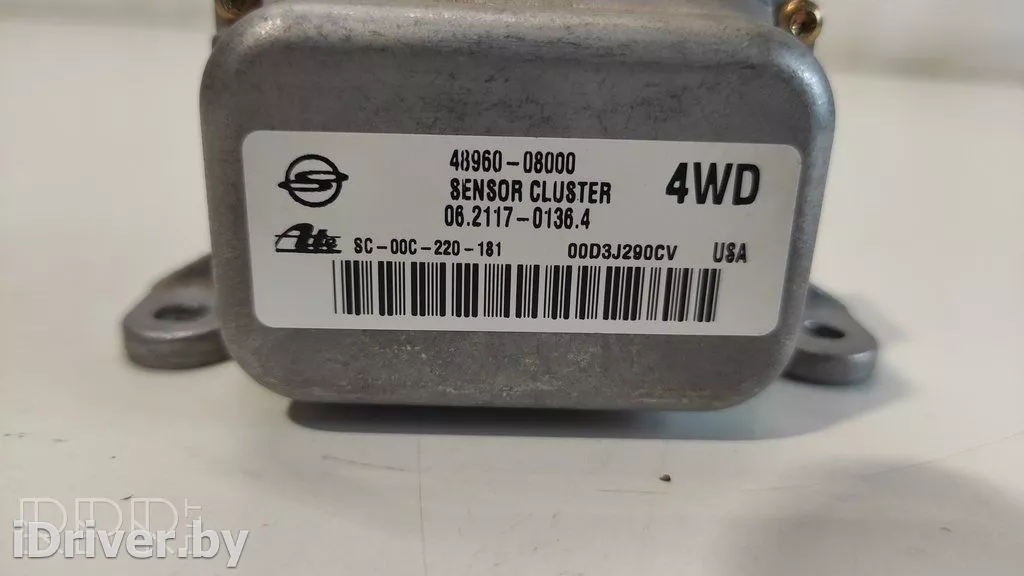 48960-08000
SENSOR CLUSTER
4WD
06.2117-0136.4
Ate SC-00C-220-181 00D3J290CV USA
iDriver.by